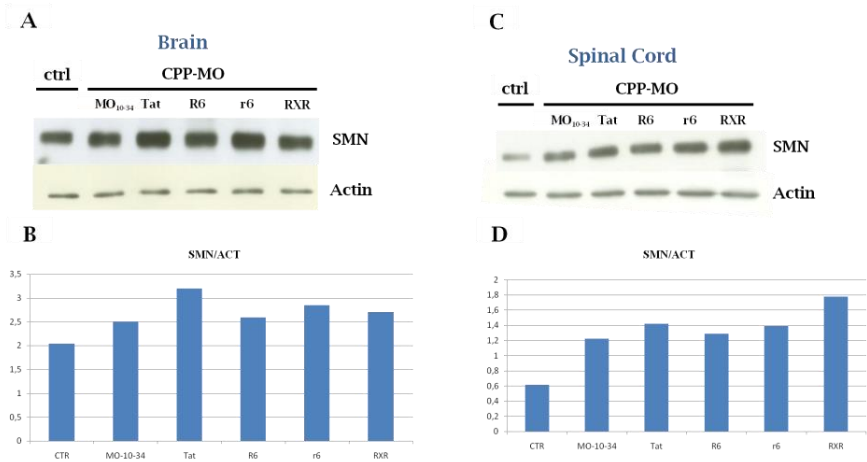 A
Brain
ctrl
CPP-MO
MO10-34 Tat R6 r6 RXR
SMN
Actin
B
SMN/ACT
3,5
3
2,5
2
1,5
1
0,5
0
CTR MO-10-34 Tat R6 r6 RXR
C
Spinal Cord
ctrl
CPP-MO
MO10-34 Tat R6 r6 RXR
SMN
Actin
D
SMN/ACT
2
1,8
1,6
1,4
1,2
1
0,8
0,6
0,4
0,2
0
CTR MO-10-34 Tat R6 r6 RXR